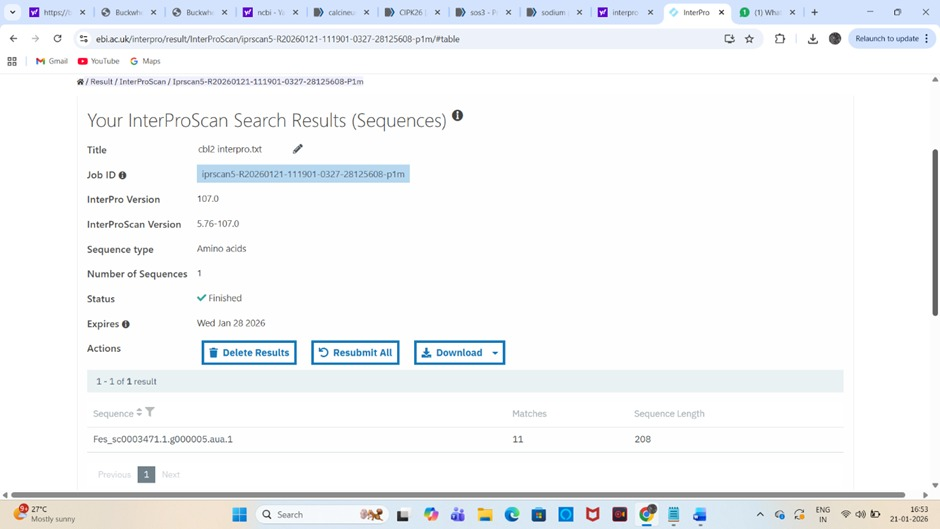 https://
Buckwhe
Buckwhe
ncbi - Ya
calcineu
CIPK26 |
sos3 - P
sodium
interpro
InterPro
(1) What
ebi.ac.uk/interpro/result/InterProScan/iprscan5-R20260121-111901-0327-28125608-p1m/#table
Relaunch to update
Gmail
YouTube
Maps
/ Result / InterProScan / Iprscan5-R20260121-111901-0327-28125608-P1m
Your InterProScan Search Results (Sequences)
Title cbl2 interpro.txt
Job ID iprscan5-R20260121-111901-0327-28125608-p1m
InterPro Version 107.0
InterProScan Version 5.76-107.0
Sequence type Amino acids
Number of Sequences 1
Status Finished
Expires Wed Jan 28 2026
Actions Delete Results Resubmit All Download
1 - 1 of 1 result
Sequence Matches Sequence Length
Fes_sc0003471.1.g000005.aua.1 11 208
Previous 1 Next
27°C
Mostly sunny
Search
ENG
IN
16:53
21-01-2026